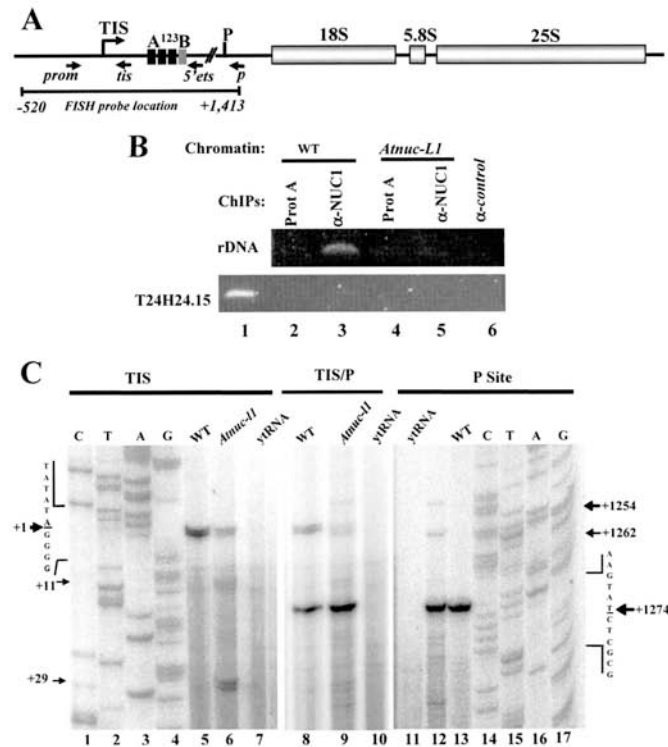 A
TIS A 123 B P 18S 5.8S 25S
prom tis 5'ets p
-520 FISH probe location +1,413
B
Chromatin: WT Atnuc-L1
ChIPs: Prot A α-NUC1 Prot A α-NUC1 α-control
rDNA
T24H24.15
1 2 3 4 5 6
C
TIS TIS/P P Site
C T A G WT Atnuc-l1 ytRNA WT Atnuc-l1 ytRNA ytRNA WT C T A G
T
A
T
A
T
A
G
G
G
G
G
+1
+11
+29
+1254
+1262
+1274
A
A
G
T
A
T
C
T
C
G
C
G
1 2 3 4 5 6 7 8 9 10 11 12 13 14 15 16 17